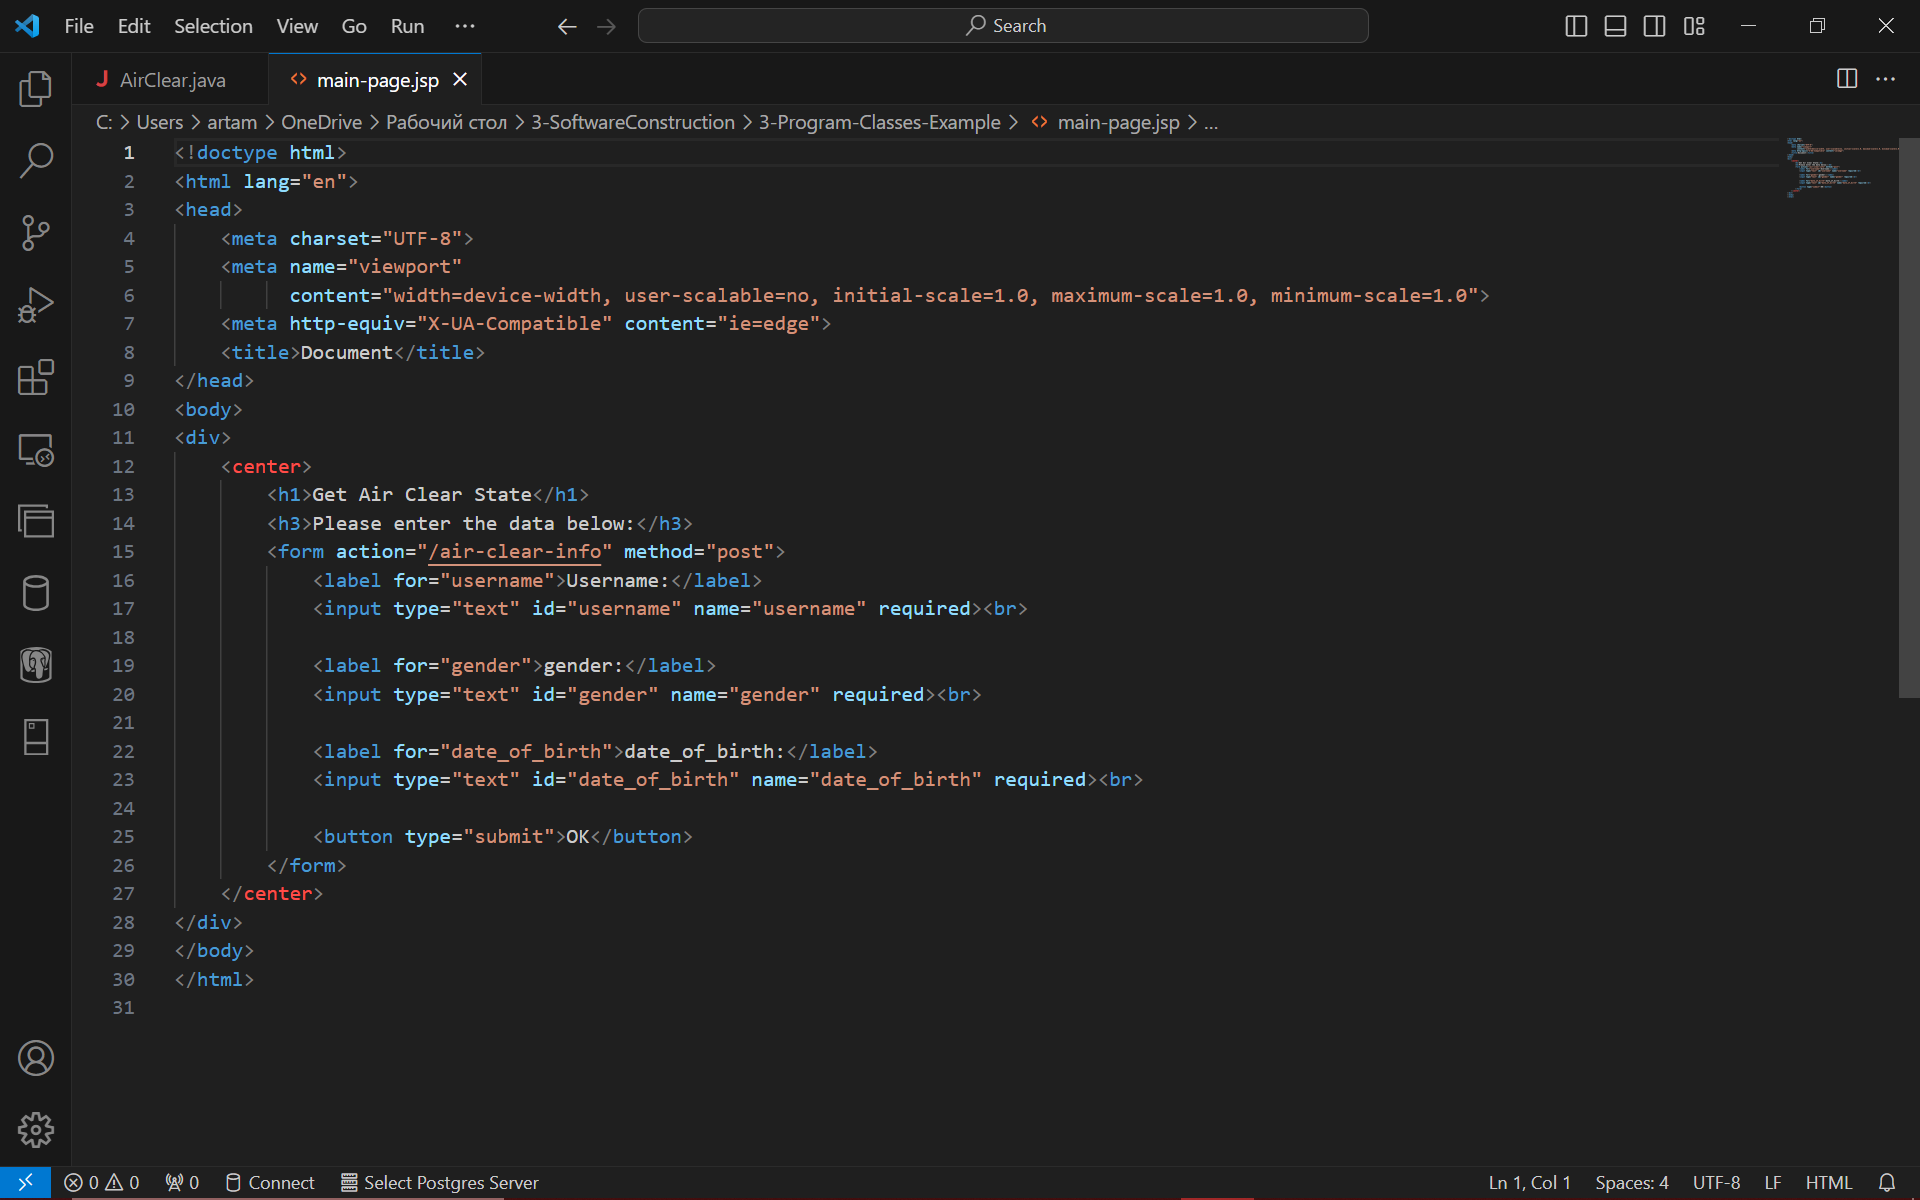 File Edit Selection View Go Run ··· Search
AirClear.java main-page.jsp
C: > Users > artam > OneDrive > Рабочий стол > 3-SoftwareConstruction > 3-Program-Classes-Example > <> main-page.jsp > ...
1 <!doctype html>
2 <html lang="en">
3 <head>
4 <meta charset="UTF-8">
5 <meta name="viewport"
6 content="width=device-width, user-scalable=no, initial-scale=1.0, maximum-scale=1.0, minimum-scale=1.0">
7 <meta http-equiv="X-UA-Compatible" content="ie=edge">
8 <title>Document</title>
9 </head>
10 <body>
11 <div>
12 <center>
13 <h1>Get Air Clear State</h1>
14 <h3>Please enter the data below:</h3>
15 <form action="/air-clear-info" method="post">
16 <label for="username">Username:</label>
17 <input type="text" id="username" name="username" required><br>
18
19 <label for="gender">gender:</label>
20 <input type="text" id="gender" name="gender" required><br>
21
22 <label for="date_of_birth">date_of_birth:</label>
23 <input type="text" id="date_of_birth" name="date_of_birth" required><br>
24
25 <button type="submit">OK</button>
26 </form>
27 </center>
28 </div>
29 </body>
30 </html>
31
0 0 0 Connect Select Postgres Server Ln 1, Col 1 Spaces: 4 UTF-8 LF HTML